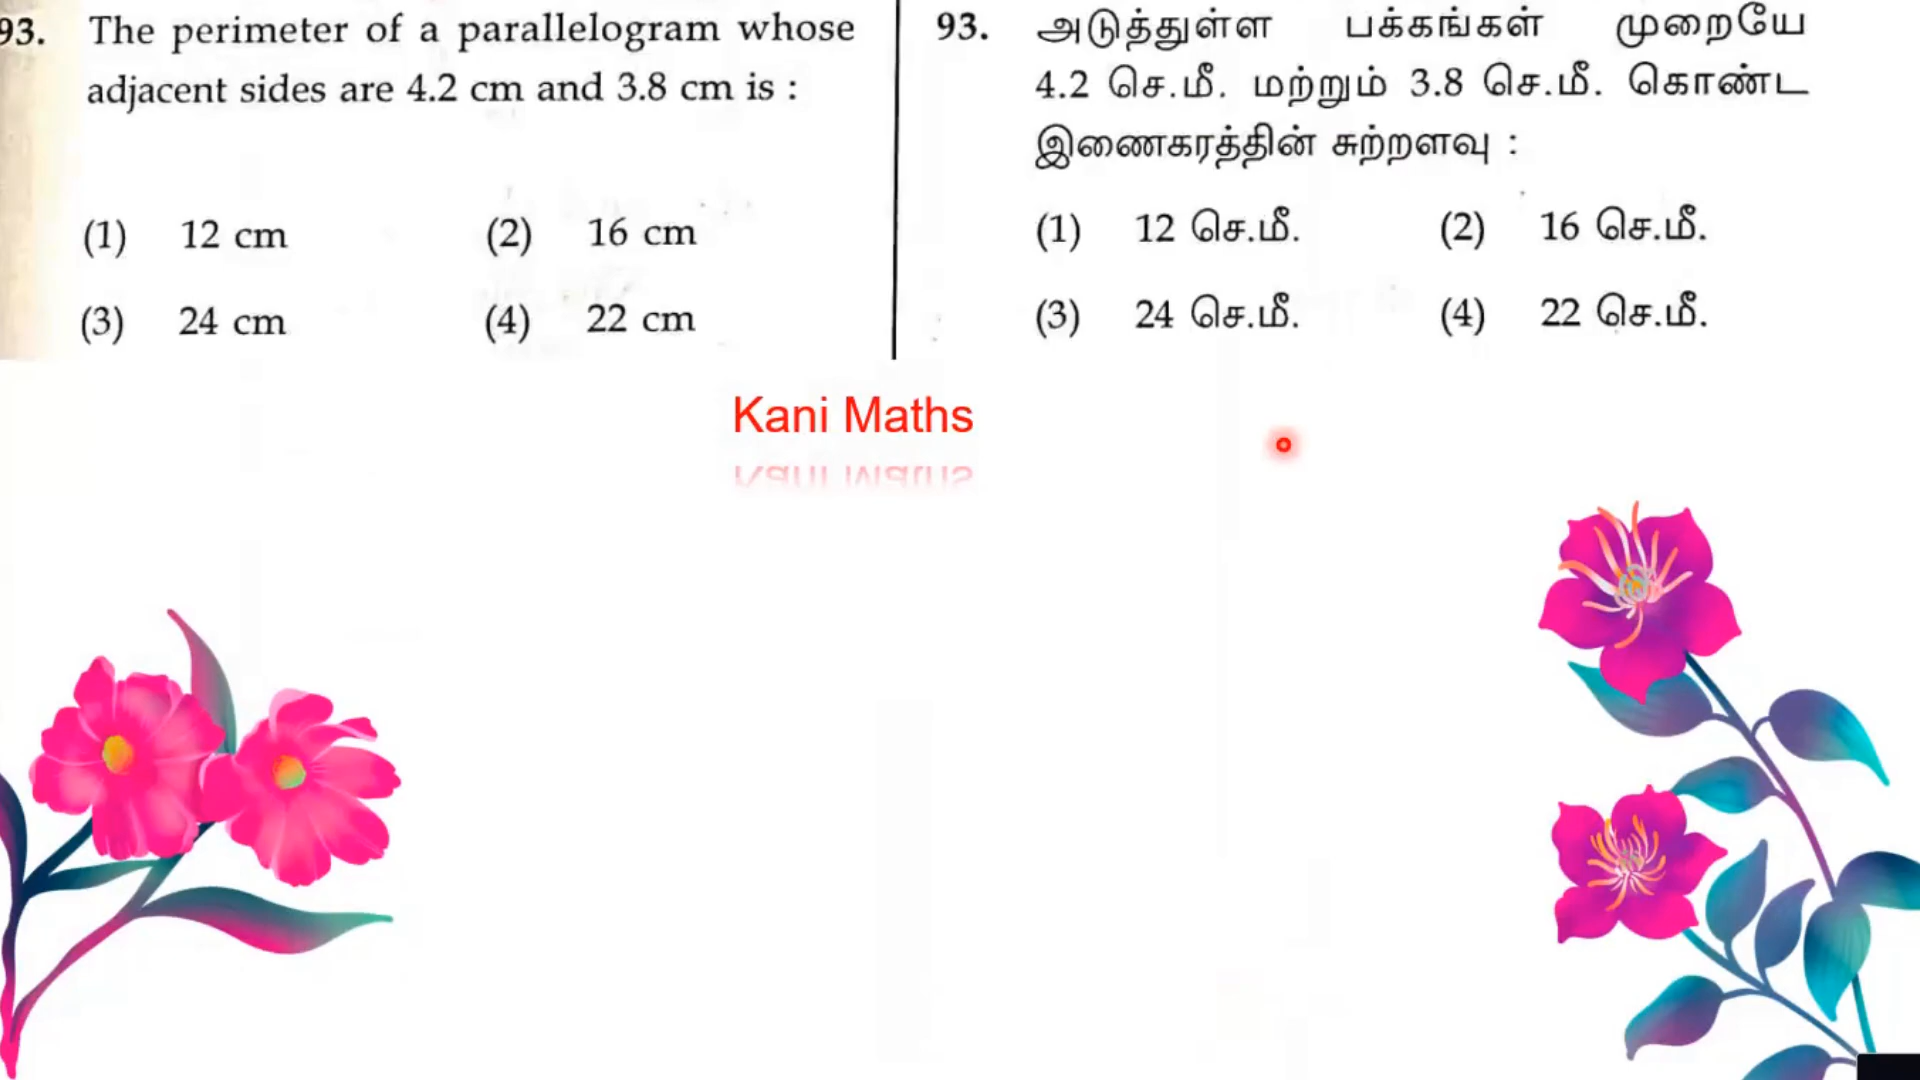 93. The perimeter of a parallelogram whose
adjacent sides are 4.2 cm and 3.8 cm is :
(1) 12 cm (2) 16 cm
(3) 24 cm (4) 22 cm
93. அடுத்துள்ள பக்கங்கள் முறையே
4.2 செ.மீ. மற்றும் 3.8 செ.மீ. கொண்ட
இணைகரத்தின் சுற்றளவு :
(1) 12 செ.மீ. (2) 16 செ.மீ.
(3) 24 செ.மீ. (4) 22 செ.மீ.
Kani Maths